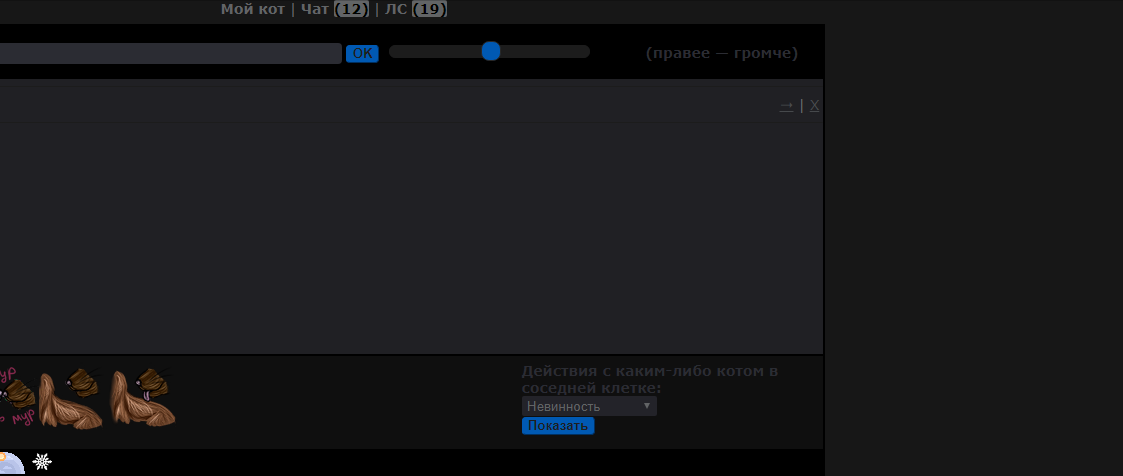 Мой кот | Чат (12) | ЛС (19)
OK
(правее — громче)
→ | X
мур
мур
Действия с каким-либо котом в
соседней клетке:
Невинность
Показать